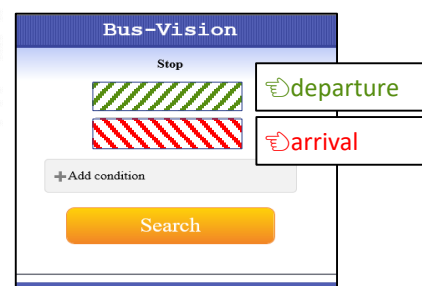 Bus-Vision
Stop
☜departure
☜arrival
+Add condition
Search